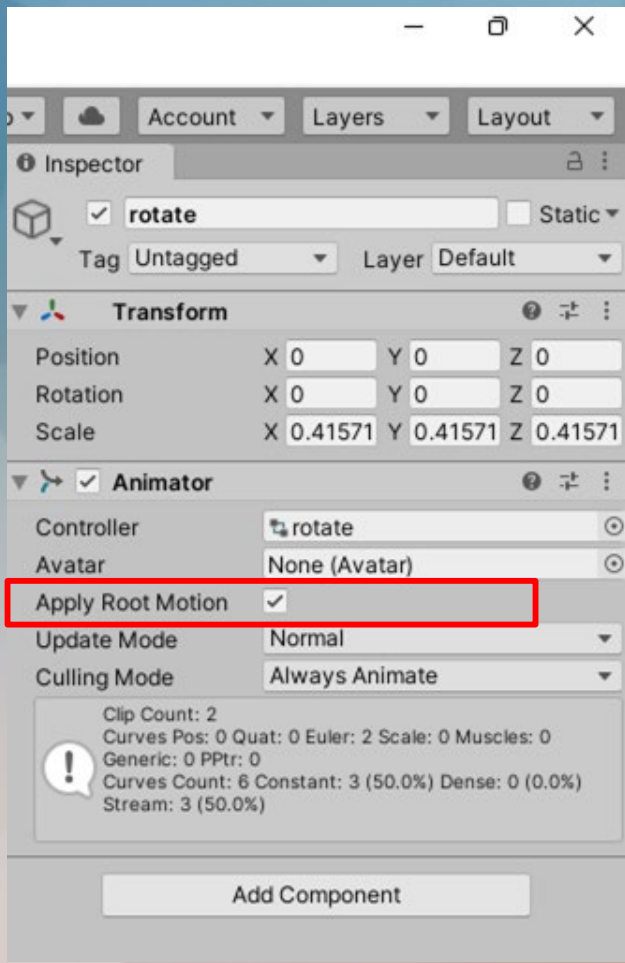 Account Layers Layout
Inspector
rotate Static
Tag Untagged Layer Default
Transform
Position X 0 Y 0 Z 0
Rotation X 0 Y 0 Z 0
Scale X 0.41571 Y 0.41571 Z 0.41571
Animator
Controller rotate
Avatar None (Avatar)
Apply Root Motion
Update Mode Normal
Culling Mode Always Animate
Clip Count: 2
Curves Pos: 0 Quat: 0 Euler: 2 Scale: 0 Muscles: 0
Generic: 0 PPtr: 0
Curves Count: 6 Constant: 3 (50.0%) Dense: 0 (0.0%)
Stream: 3 (50.0%)
Add Component